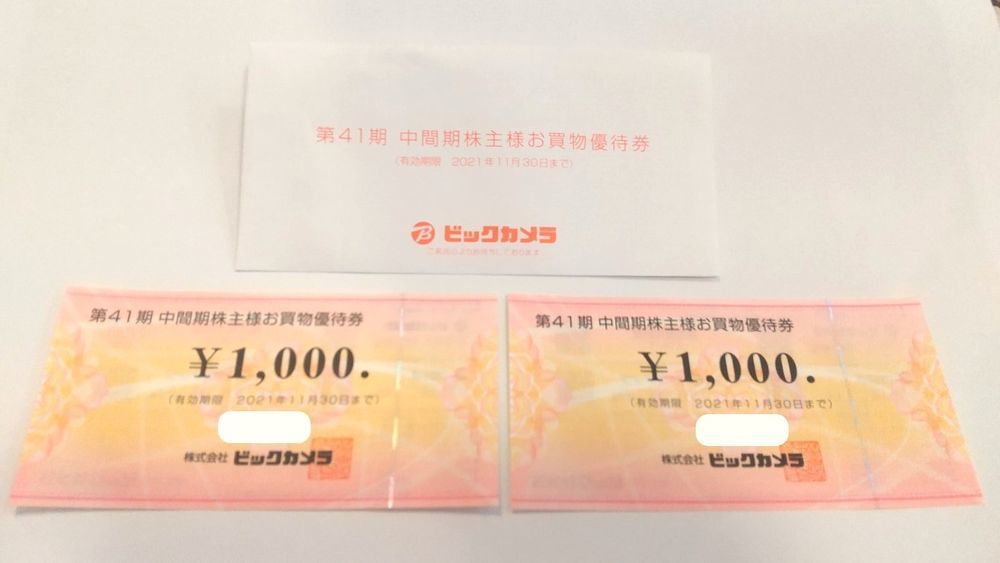 第41期 中間期株主様お買物優待券
(有効期限 2021年11月30日まで)
B ビックカメラ
第41期 中間期株主様お買物優待券
¥1,000.
(有効期限 2021年11月30日まで)
株式会社 ビックカメラ
第41期 中間期株主様お買物優待券
¥1,000.
(有効期限 2021年11月30日まで)
株式会社 ビックカメラ